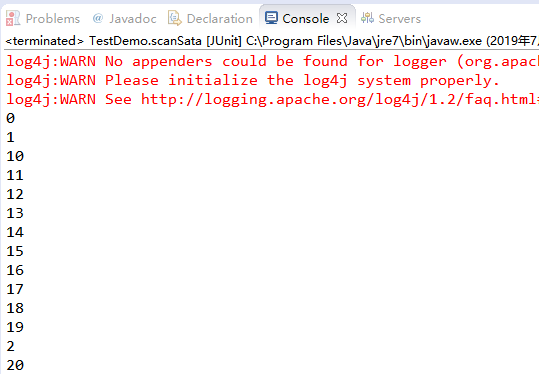 Problems @ Javadoc Declaration Console Servers
<terminated> TestDemo.scanSata [JUnit] C:\Program Files\Java\jre7\bin\javaw.exe (2019年7
log4j:WARN No appenders could be found for logger (org.apac
log4j:WARN Please initialize the log4j system properly.
log4j:WARN See http://logging.apache.org/log4j/1.2/faq.html
0
1
10
11
12
13
14
15
16
17
18
19
2
20